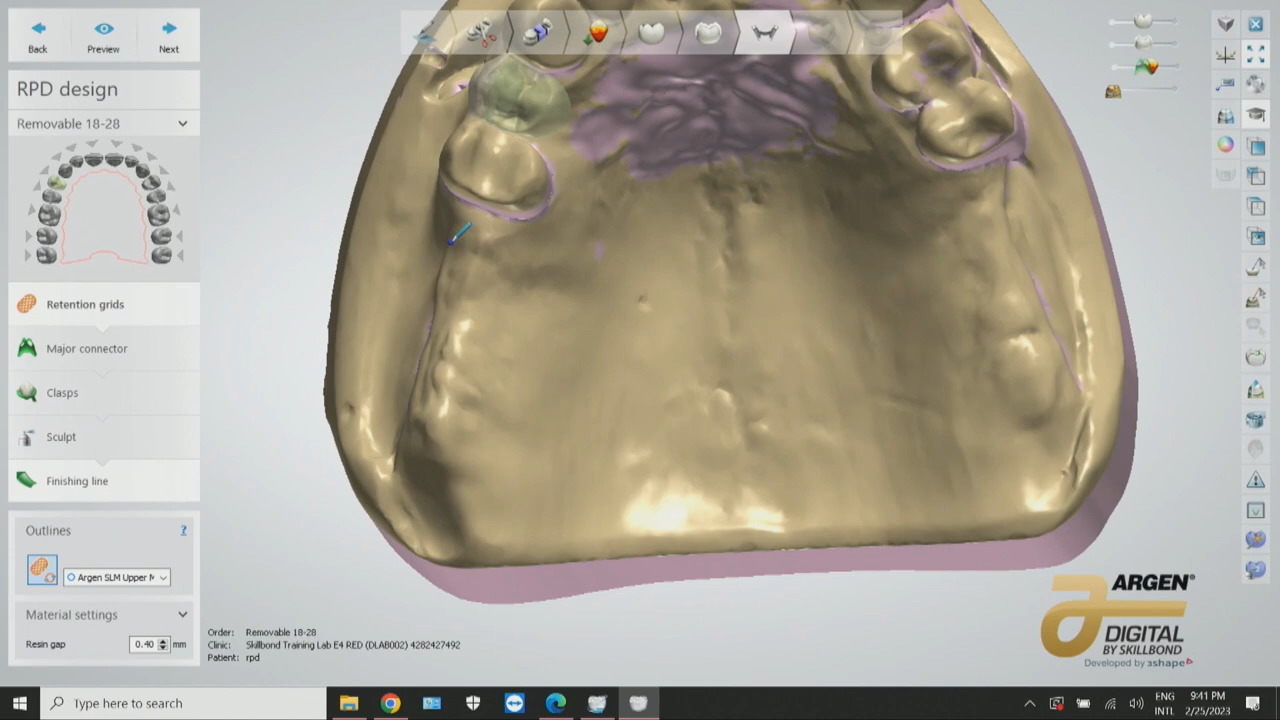 Back
Preview
Next
RPD design
Removable 18-28
Retention grids
Major connector
Clasps
Sculpt
Finishing line
Outlines
?
Argen SLM Upper
Material settings
Resin gap
0.40
mm
Order: Removable 18-28
Clinic: Skillbond Training Lab E4 RED (DLAB002) 4282427492
Patient: rpd
ARGEN®
DIGITAL
BY SKILLBOND
Developed by 3shape
Type here to search
ENG
INTL
9:41 PM
2/25/2023